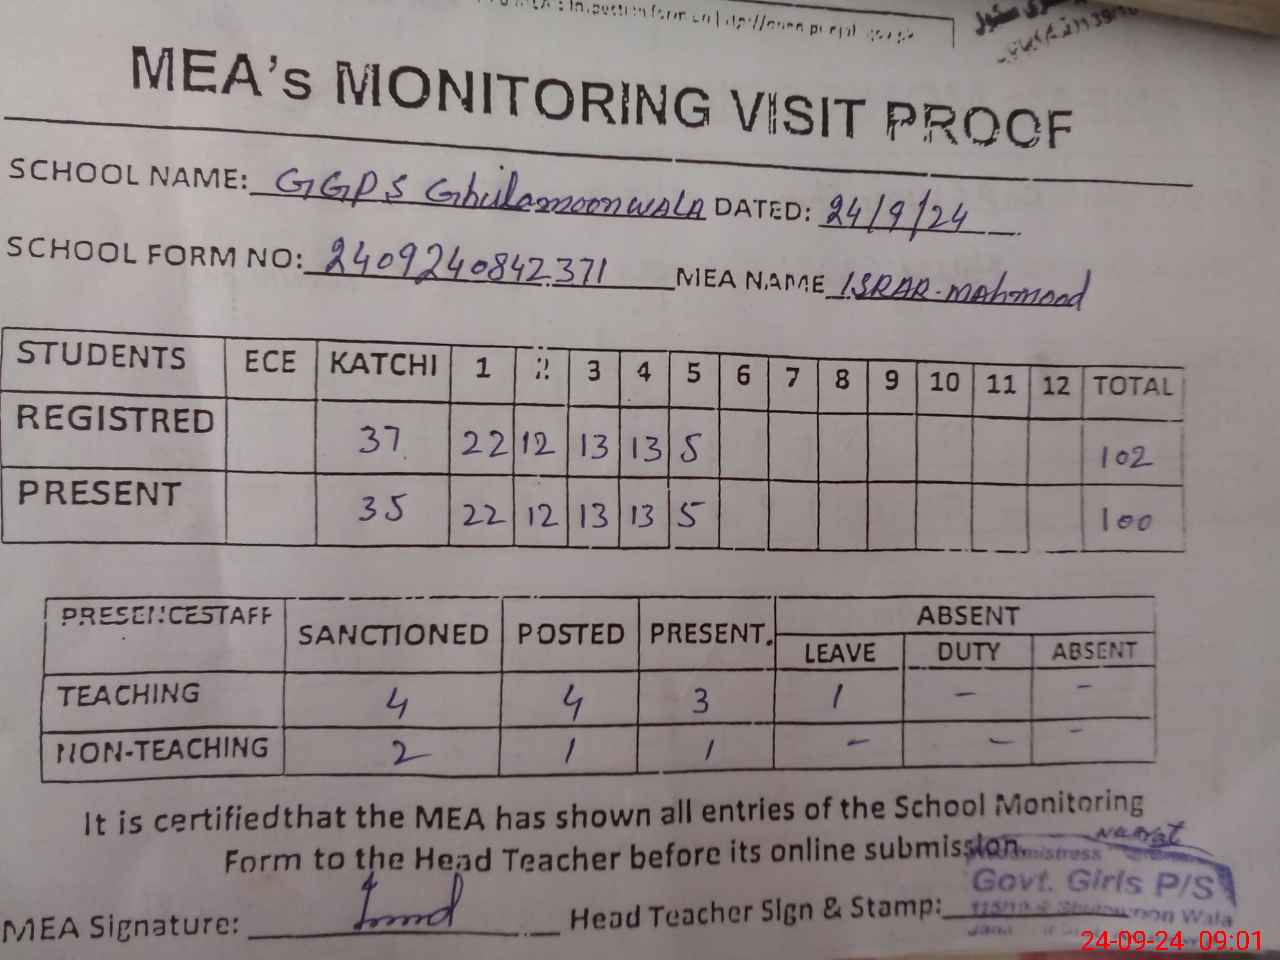 MEA's MONITORING VISIT PROOF
SCHOOL NAME: GGPS Ghulamoonwala DATED: 24/9/24
SCHOOL FORM NO: 2409240842371 MEA NAME ISRAR-Mahmood
STUDENTS ECE KATCHI 1 2 3 4 5 6 7 8 9 10 11 12 TOTAL
REGISTRED 37 22 12 13 13 5 102
PRESENT 35 22 12 13 13 5 100
PRESENCESTAFF SANCTIONED POSTED PRESENT. ABSENT
LEAVE DUTY ABSENT
TEACHING 4 4 3 1 - -
NON-TEACHING 2 1 1 - - -
It is certifiedthat the MEA has shown all entries of the School Monitoring
Form to the Head Teacher before its online submission.
MEA Signature: Head Teacher Sign & Stamp:
Govt. Girls P/S
Wala
24-09-24 09:01